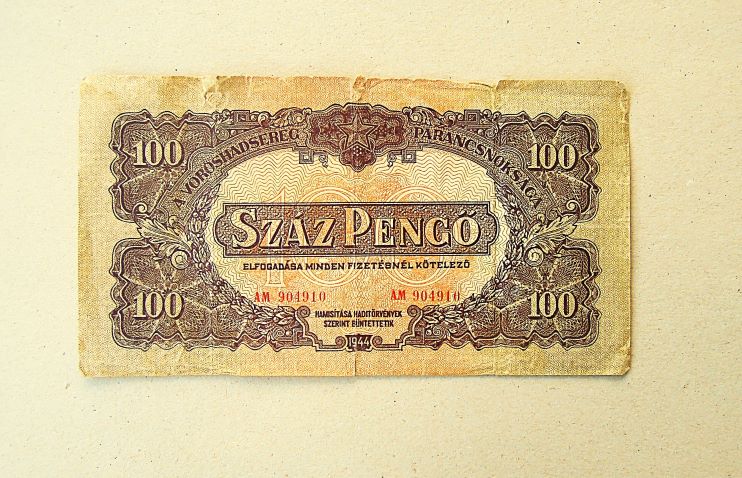 A VÖRÖSHADSEREG PARANCSNOKSÁGA
100 100
SZÁZ PENGŐ
ELFOGADÁSA MINDEN FIZETÉSNÉL KÖTELEZŐ
AM 904910 AM 904910
100 100
HAMISÍTÁSA HADITÖRVÉNYEK
SZERINT BÜNTETTETIK
1944